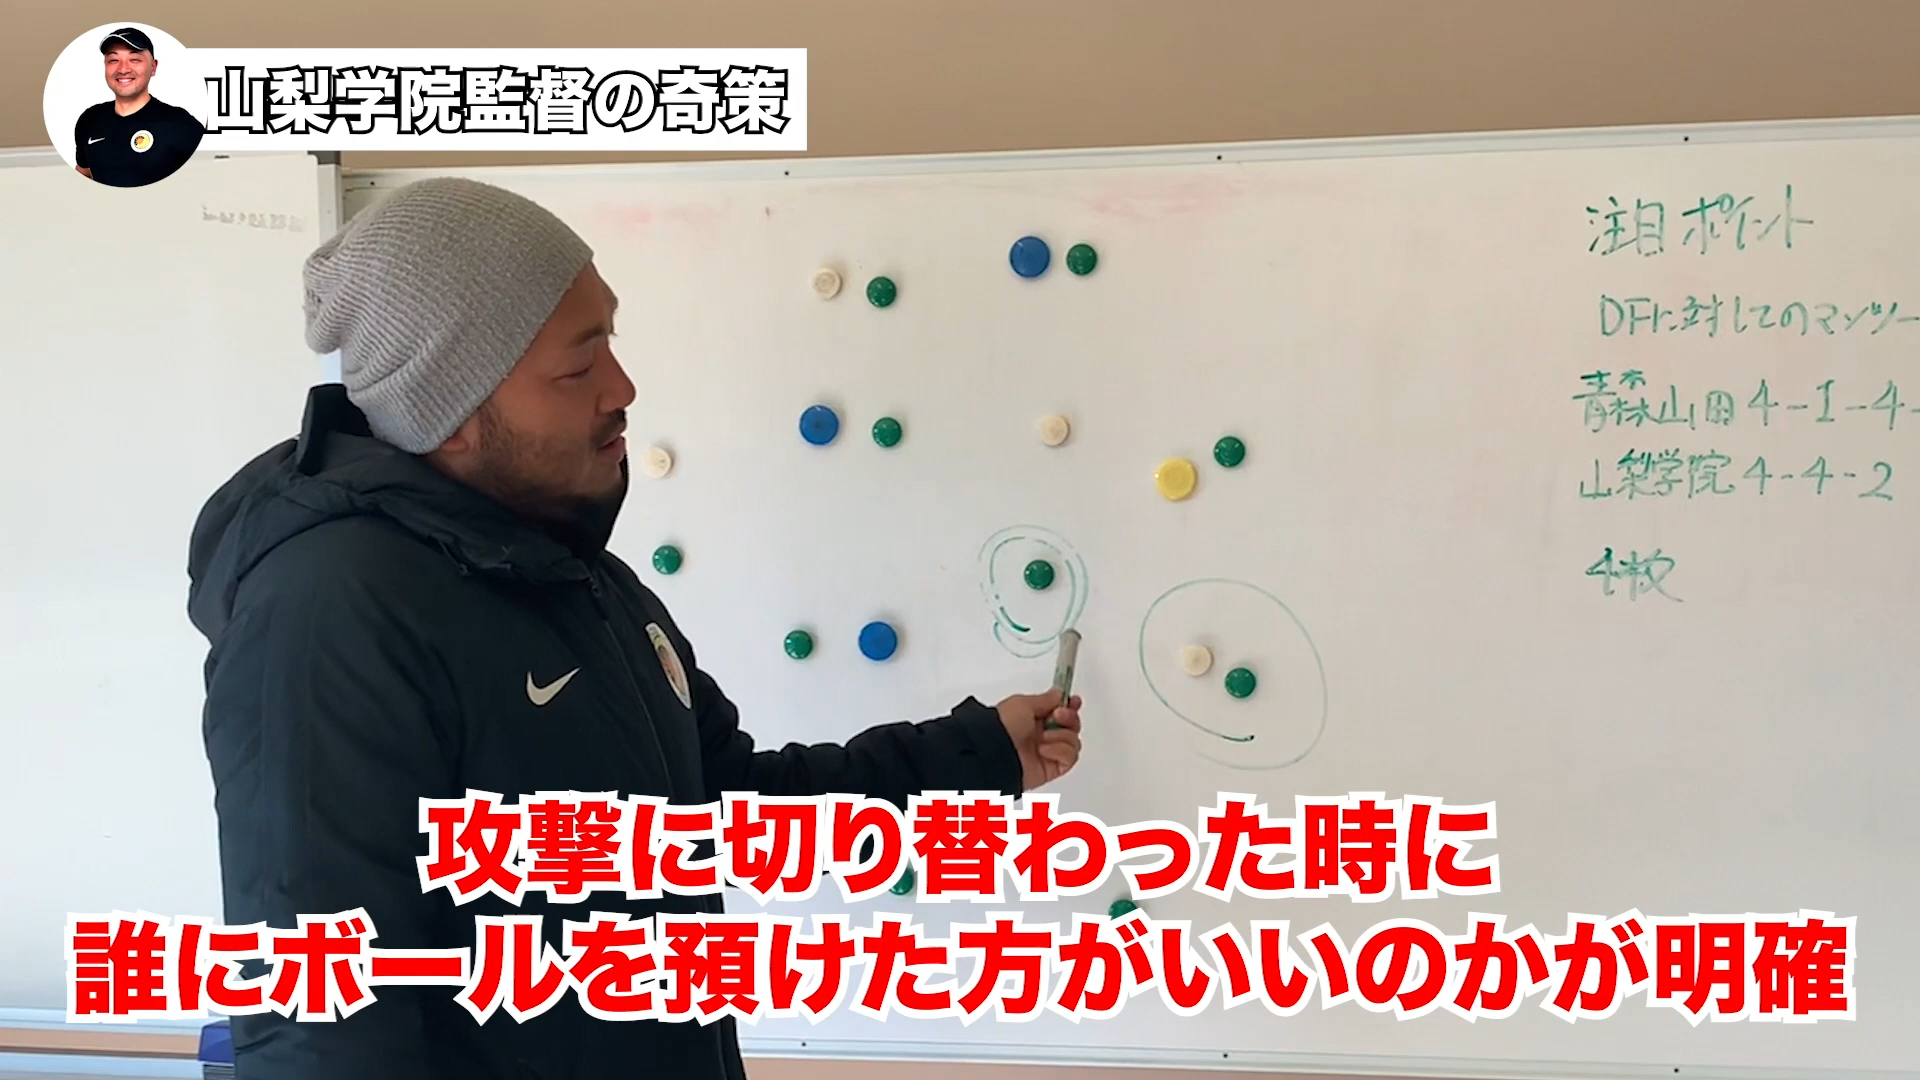 山梨学院監督の奇策
注目ポイント
DFに対してのマンツー
青森山田4-1-4-
山梨学院4-4-2
4枚
攻撃に切り替わった時に
誰にボールを預けた方がいいのかが明確